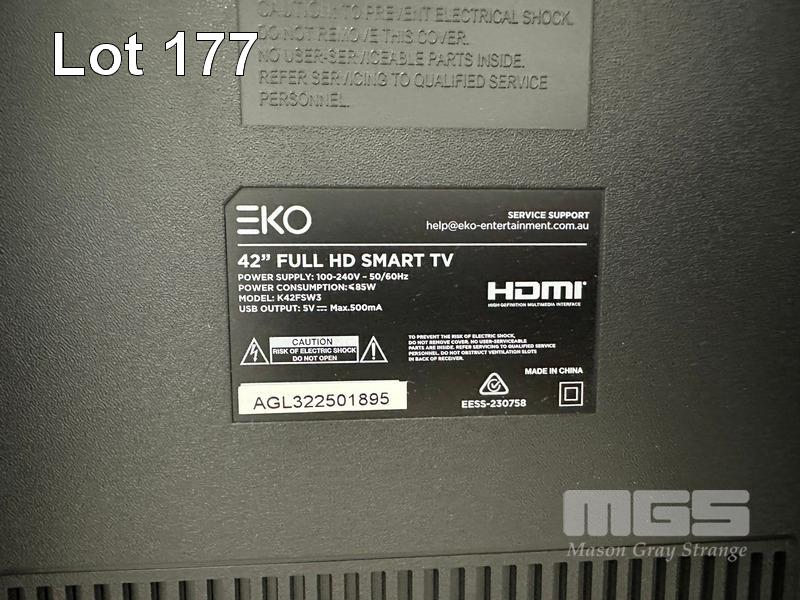 Lot 177
CAUTION: TO PREVENT ELECTRICAL SHOCK,
DO NOT REMOVE THIS COVER.
NO USER-SERVICEABLE PARTS INSIDE.
REFER SERVICING TO QUALIFIED SERVICE
PERSONNEL.
EKO
SERVICE SUPPORT
help@eko-entertainment.com.au
42” FULL HD SMART TV
POWER SUPPLY: 100-240V ~ 50/60Hz
POWER CONSUMPTION:≤85W
MODEL: K42FSW3
USB OUTPUT: 5V⎓ Max.500mA
HDMI
HIGH DEFINITION MULTIMEDIA INTERFACE
CAUTION
RISK OF ELECTRIC SHOCK
DO NOT OPEN
TO PREVENT THE RISK OF ELECTRIC SHOCK,
DO NOT REMOVE COVER. NO USER-SERVICEABLE
PARTS ARE INSIDE. REFER SERVICING TO QUALIFIED SERVICE
PERSONNEL. DO NOT OBSTRUCT VENTILATION SLOTS
IN BACK OF RECEIVER.
MADE IN CHINA
AGL322501895
EESS-230758
MGS
Mason Gray Strange